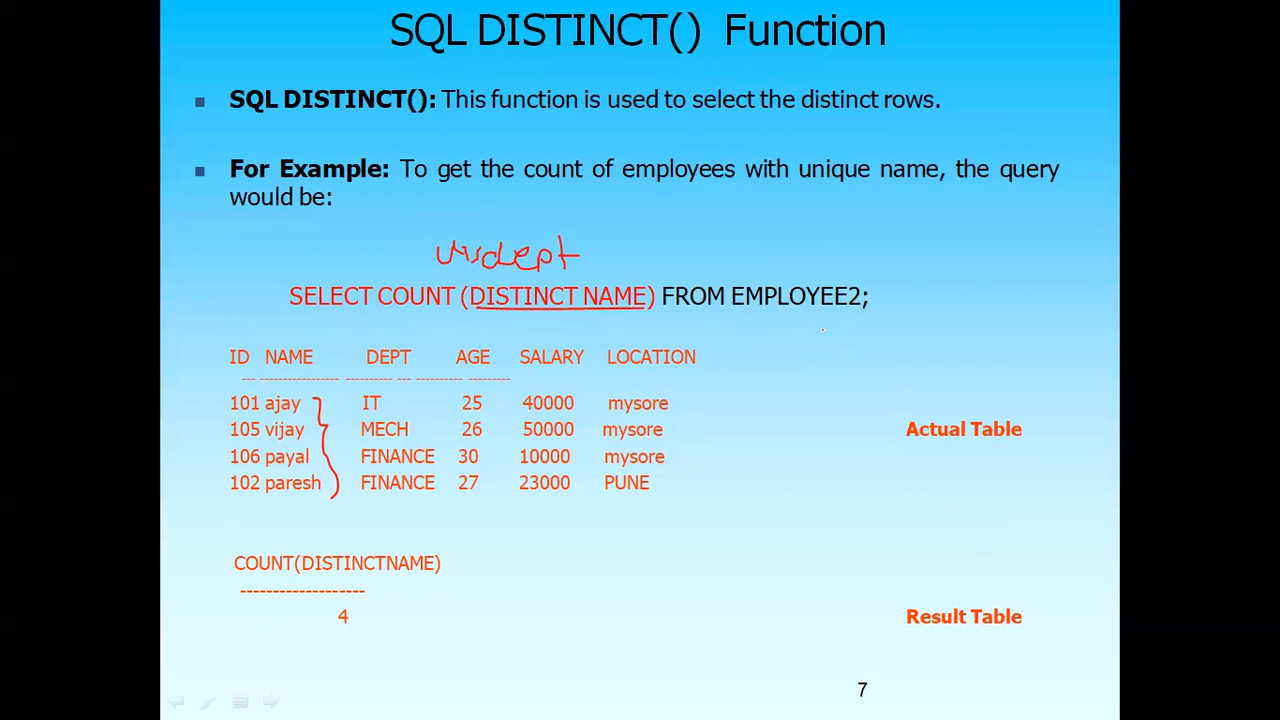 SQL DISTINCT() Function
SQL DISTINCT(): This function is used to select the distinct rows.
For Example: To get the count of employees with unique name, the query
would be:
dept
SELECT COUNT (DISTINCT NAME) FROM EMPLOYEE2;
ID NAME DEPT AGE SALARY LOCATION
--- ----------------- ---------- --- ---------- ---------
101 ajay IT 25 40000 mysore
105 vijay MECH 26 50000 mysore
Actual Table
106 payal FINANCE 30 10000 mysore
102 paresh FINANCE 27 23000 PUNE
COUNT(DISTINCTNAME)
-------------------
4
Result Table
7